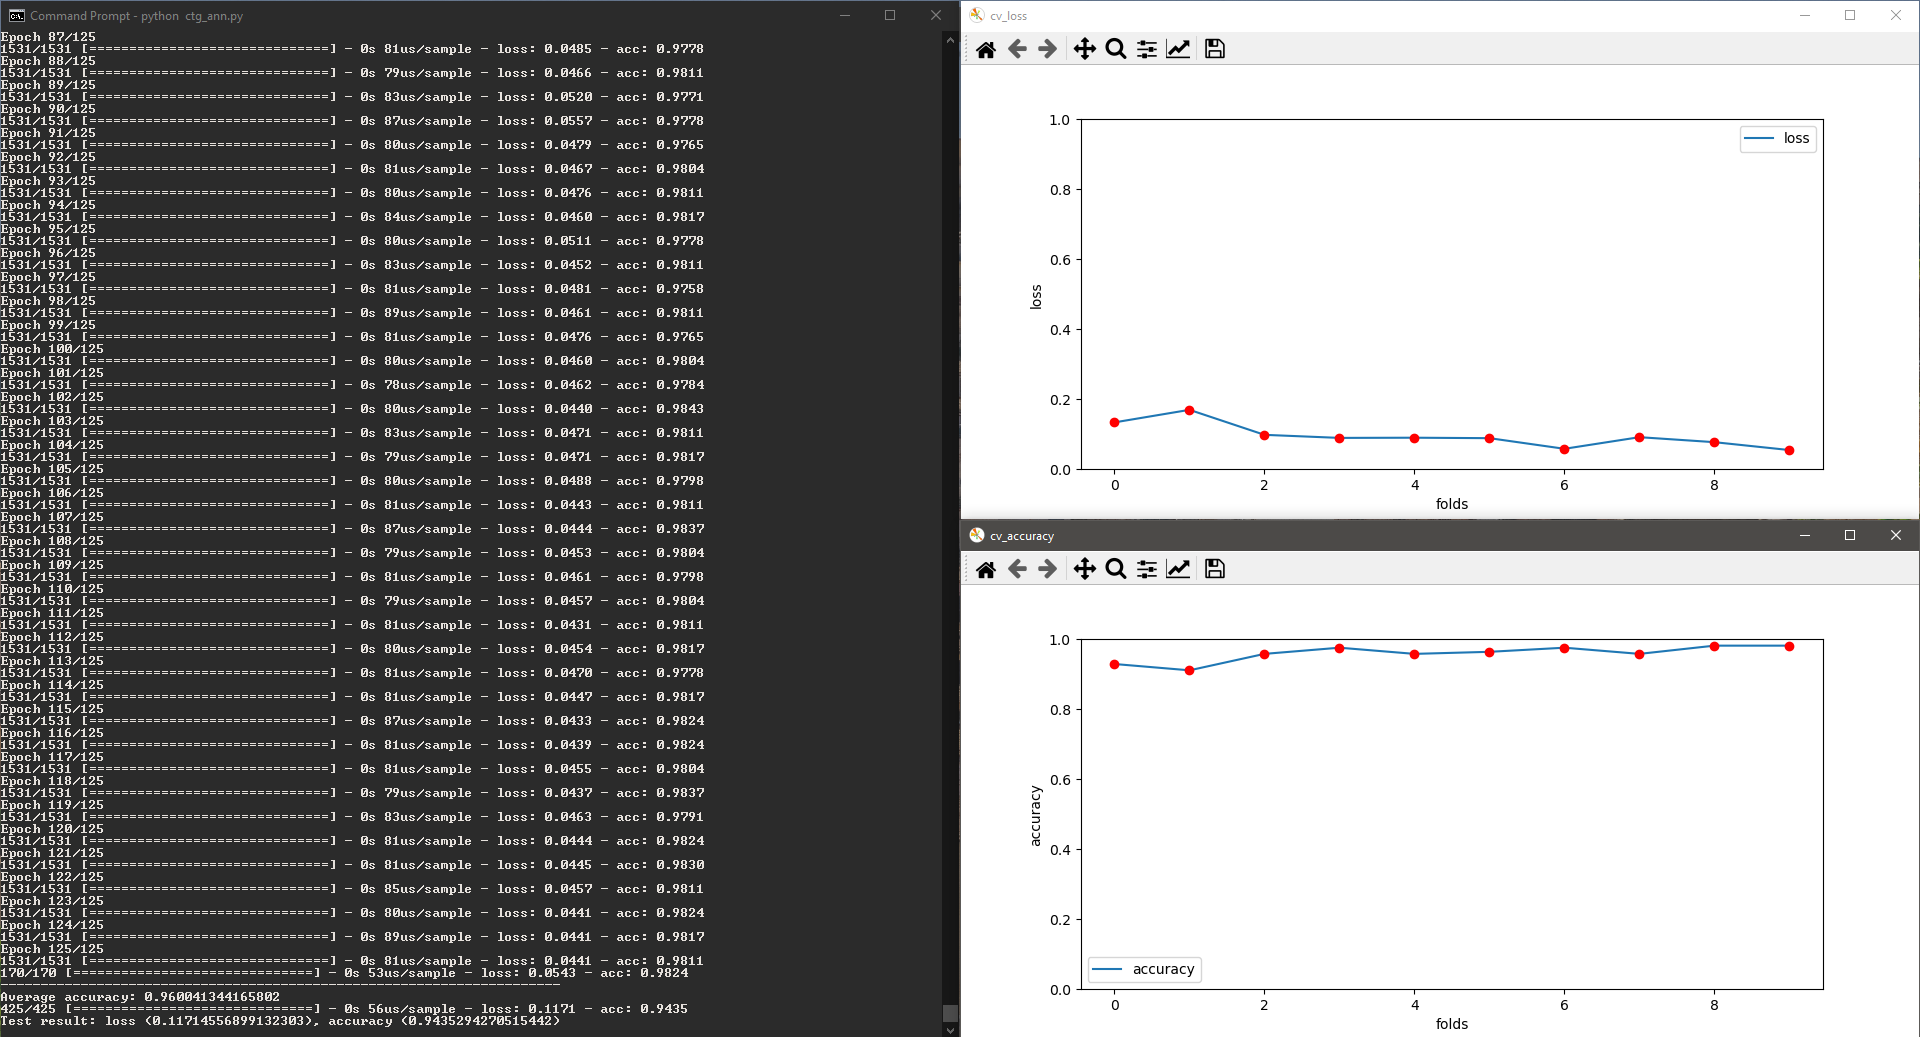 Command Prompt - python  ctg_ann.py
Epoch 87/125
1531/1531 [==============================] - 0s 81us/sample - loss: 0.0485 - acc: 0.9778
Epoch 88/125
1531/1531 [==============================] - 0s 79us/sample - loss: 0.0466 - acc: 0.9811
Epoch 89/125
1531/1531 [==============================] - 0s 83us/sample - loss: 0.0520 - acc: 0.9771
Epoch 90/125
1531/1531 [==============================] - 0s 87us/sample - loss: 0.0557 - acc: 0.9778
Epoch 91/125
1531/1531 [==============================] - 0s 80us/sample - loss: 0.0479 - acc: 0.9765
Epoch 92/125
1531/1531 [==============================] - 0s 81us/sample - loss: 0.0467 - acc: 0.9804
Epoch 93/125
1531/1531 [==============================] - 0s 80us/sample - loss: 0.0476 - acc: 0.9811
Epoch 94/125
1531/1531 [==============================] - 0s 84us/sample - loss: 0.0460 - acc: 0.9817
Epoch 95/125
1531/1531 [==============================] - 0s 80us/sample - loss: 0.0511 - acc: 0.9778
Epoch 96/125
1531/1531 [==============================] - 0s 83us/sample - loss: 0.0452 - acc: 0.9811
Epoch 97/125
1531/1531 [==============================] - 0s 81us/sample - loss: 0.0481 - acc: 0.9758
Epoch 98/125
1531/1531 [==============================] - 0s 89us/sample - loss: 0.0461 - acc: 0.9811
Epoch 99/125
1531/1531 [==============================] - 0s 81us/sample - loss: 0.0476 - acc: 0.9765
Epoch 100/125
1531/1531 [==============================] - 0s 80us/sample - loss: 0.0460 - acc: 0.9804
Epoch 101/125
1531/1531 [==============================] - 0s 78us/sample - loss: 0.0462 - acc: 0.9784
Epoch 102/125
1531/1531 [==============================] - 0s 80us/sample - loss: 0.0440 - acc: 0.9843
Epoch 103/125
1531/1531 [==============================] - 0s 83us/sample - loss: 0.0471 - acc: 0.9811
Epoch 104/125
1531/1531 [==============================] - 0s 79us/sample - loss: 0.0471 - acc: 0.9817
Epoch 105/125
1531/1531 [==============================] - 0s 80us/sample - loss: 0.0488 - acc: 0.9798
Epoch 106/125
1531/1531 [==============================] - 0s 81us/sample - loss: 0.0443 - acc: 0.9811
Epoch 107/125
1531/1531 [==============================] - 0s 87us/sample - loss: 0.0444 - acc: 0.9837
Epoch 108/125
1531/1531 [==============================] - 0s 79us/sample - loss: 0.0453 - acc: 0.9804
Epoch 109/125
1531/1531 [==============================] - 0s 81us/sample - loss: 0.0461 - acc: 0.9798
Epoch 110/125
1531/1531 [==============================] - 0s 79us/sample - loss: 0.0457 - acc: 0.9804
Epoch 111/125
1531/1531 [==============================] - 0s 81us/sample - loss: 0.0431 - acc: 0.9811
Epoch 112/125
1531/1531 [==============================] - 0s 80us/sample - loss: 0.0454 - acc: 0.9817
Epoch 113/125
1531/1531 [==============================] - 0s 81us/sample - loss: 0.0470 - acc: 0.9778
Epoch 114/125
1531/1531 [==============================] - 0s 81us/sample - loss: 0.0447 - acc: 0.9817
Epoch 115/125
1531/1531 [==============================] - 0s 87us/sample - loss: 0.0433 - acc: 0.9824
Epoch 116/125
1531/1531 [==============================] - 0s 81us/sample - loss: 0.0439 - acc: 0.9824
Epoch 117/125
1531/1531 [==============================] - 0s 81us/sample - loss: 0.0455 - acc: 0.9804
Epoch 118/125
1531/1531 [==============================] - 0s 79us/sample - loss: 0.0437 - acc: 0.9837
Epoch 119/125
1531/1531 [==============================] - 0s 83us/sample - loss: 0.0463 - acc: 0.9791
Epoch 120/125
1531/1531 [==============================] - 0s 81us/sample - loss: 0.0444 - acc: 0.9824
Epoch 121/125
1531/1531 [==============================] - 0s 81us/sample - loss: 0.0445 - acc: 0.9830
Epoch 122/125
1531/1531 [==============================] - 0s 85us/sample - loss: 0.0457 - acc: 0.9811
Epoch 123/125
1531/1531 [==============================] - 0s 80us/sample - loss: 0.0441 - acc: 0.9824
Epoch 124/125
1531/1531 [==============================] - 0s 89us/sample - loss: 0.0441 - acc: 0.9817
Epoch 125/125
1531/1531 [==============================] - 0s 81us/sample - loss: 0.0441 - acc: 0.9811
170/170 [==============================] - 0s 53us/sample - loss: 0.0543 - acc: 0.9824
----------------------------------------------------------------------
Average accuracy: 0.960041344165802
425/425 [==============================] - 0s 56us/sample - loss: 0.1171 - acc: 0.9435
Test result: loss (0.11714556899132303), accuracy (0.9435294270515442)
cv_loss
1.0
0.8
0.6
0.4
0.2
0.0
loss
loss
0 2 4 6 8
folds
cv_accuracy
1.0
0.8
0.6
0.4
0.2
0.0
accuracy
accuracy
0 2 4 6 8
folds